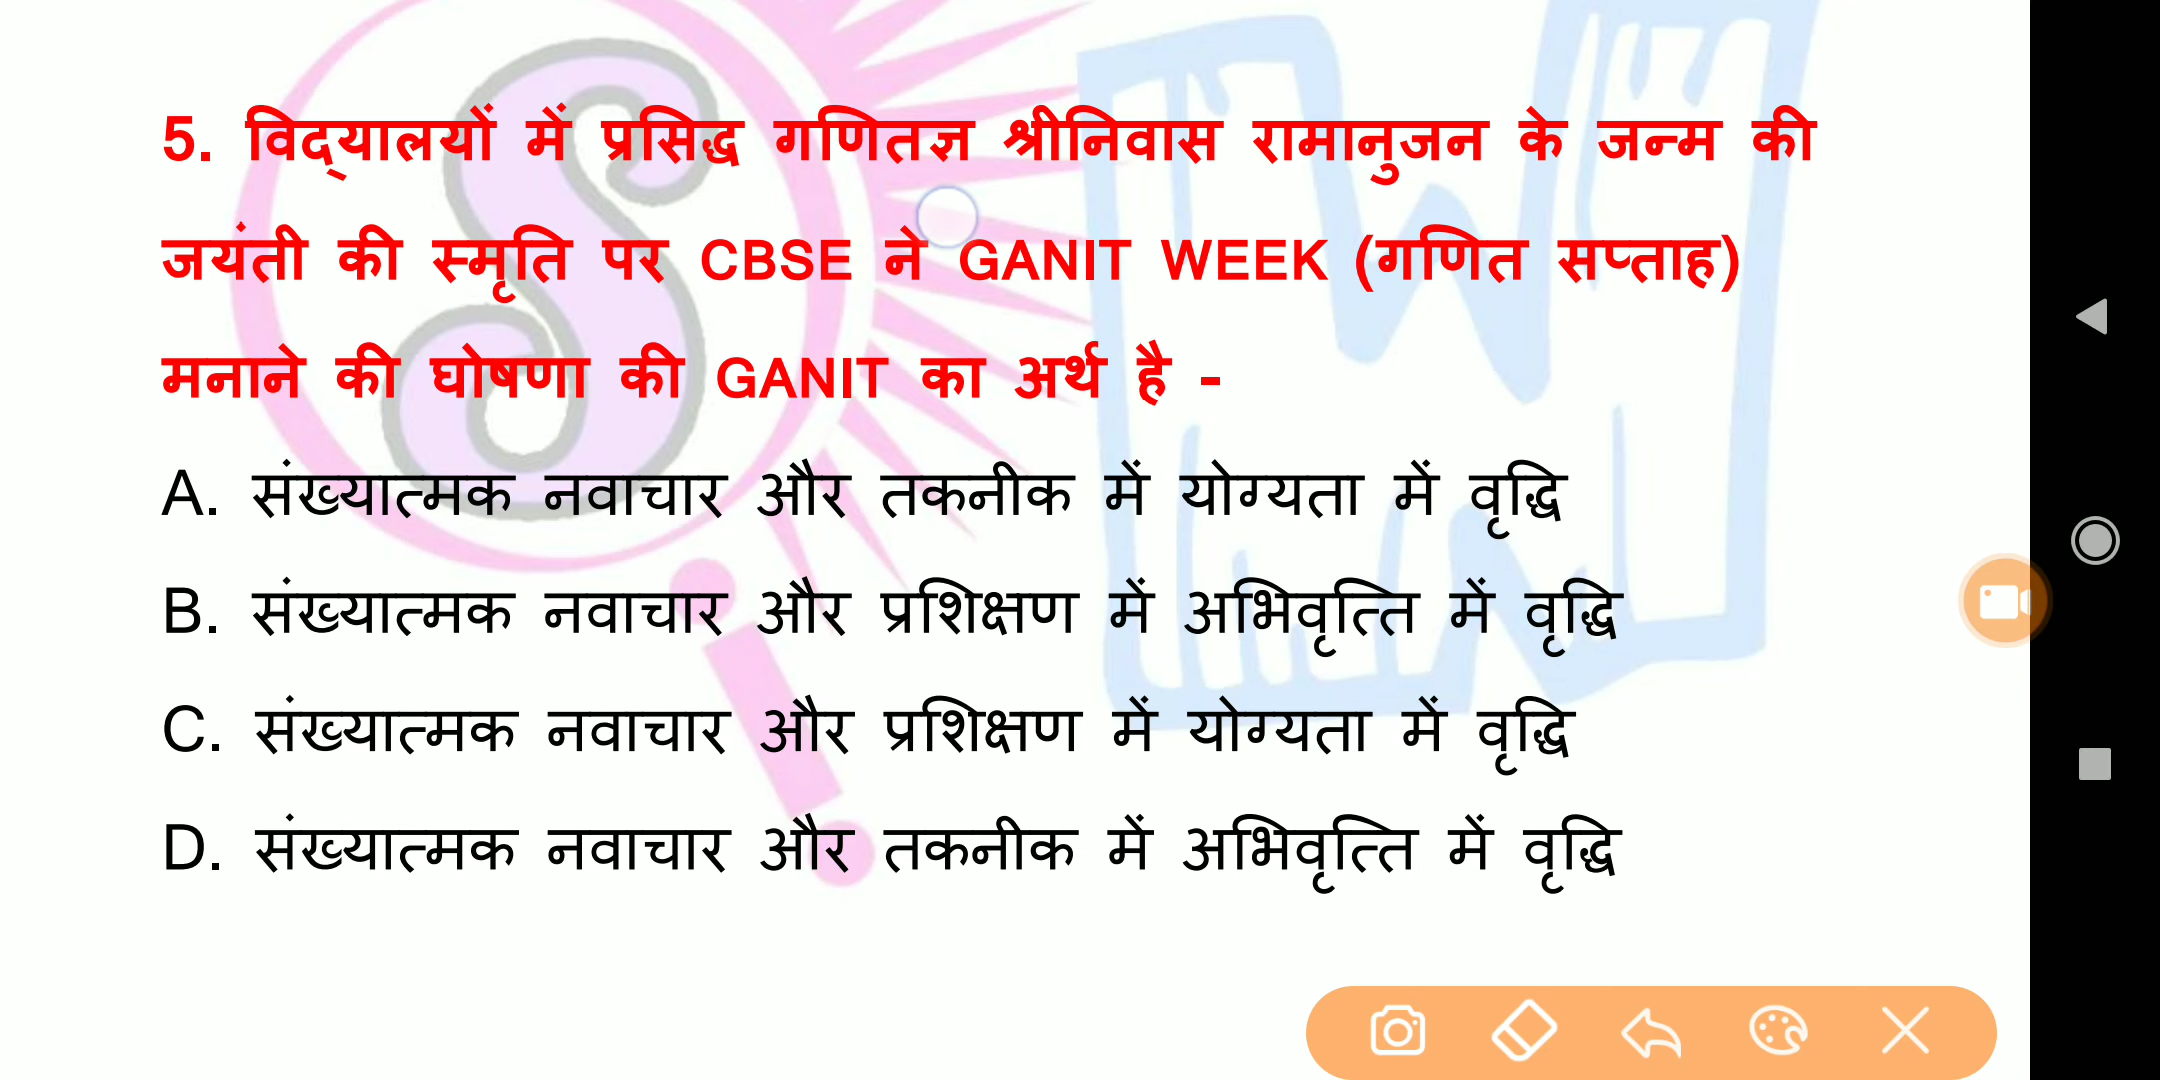 5. विद्‌यालयों में प्रसिद्ध गणितज्ञ श्रीनिवास रामानुजन के जन्म की
जयंती की स्मृति पर CBSE ने GANIT WEEK (गणित सप्ताह)
मनाने की घोषणा की GANIT का अर्थ है -
A. संख्यात्मक नवाचार और तकनीक में योग्यता में वृद्धि
B. संख्यात्मक नवाचार और प्रशिक्षण में अभिवृत्ति में वृद्धि
C. संख्यात्मक नवाचार और प्रशिक्षण में योग्यता में वृद्धि
D. संख्यात्मक नवाचार और तकनीक में अभिवृत्ति में वृद्धि